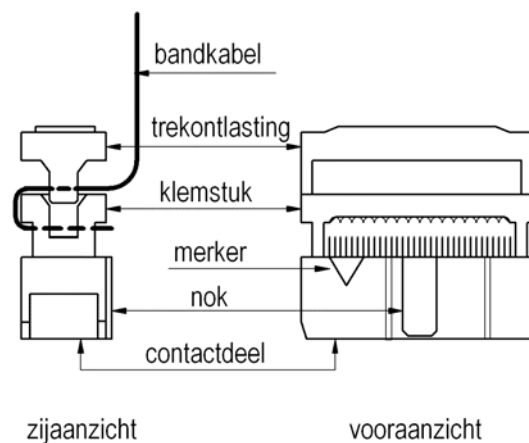 bandkabel
trekontlasting
klemstuk
merker
nok
contactdeel
zijaanzicht
vooraanzicht